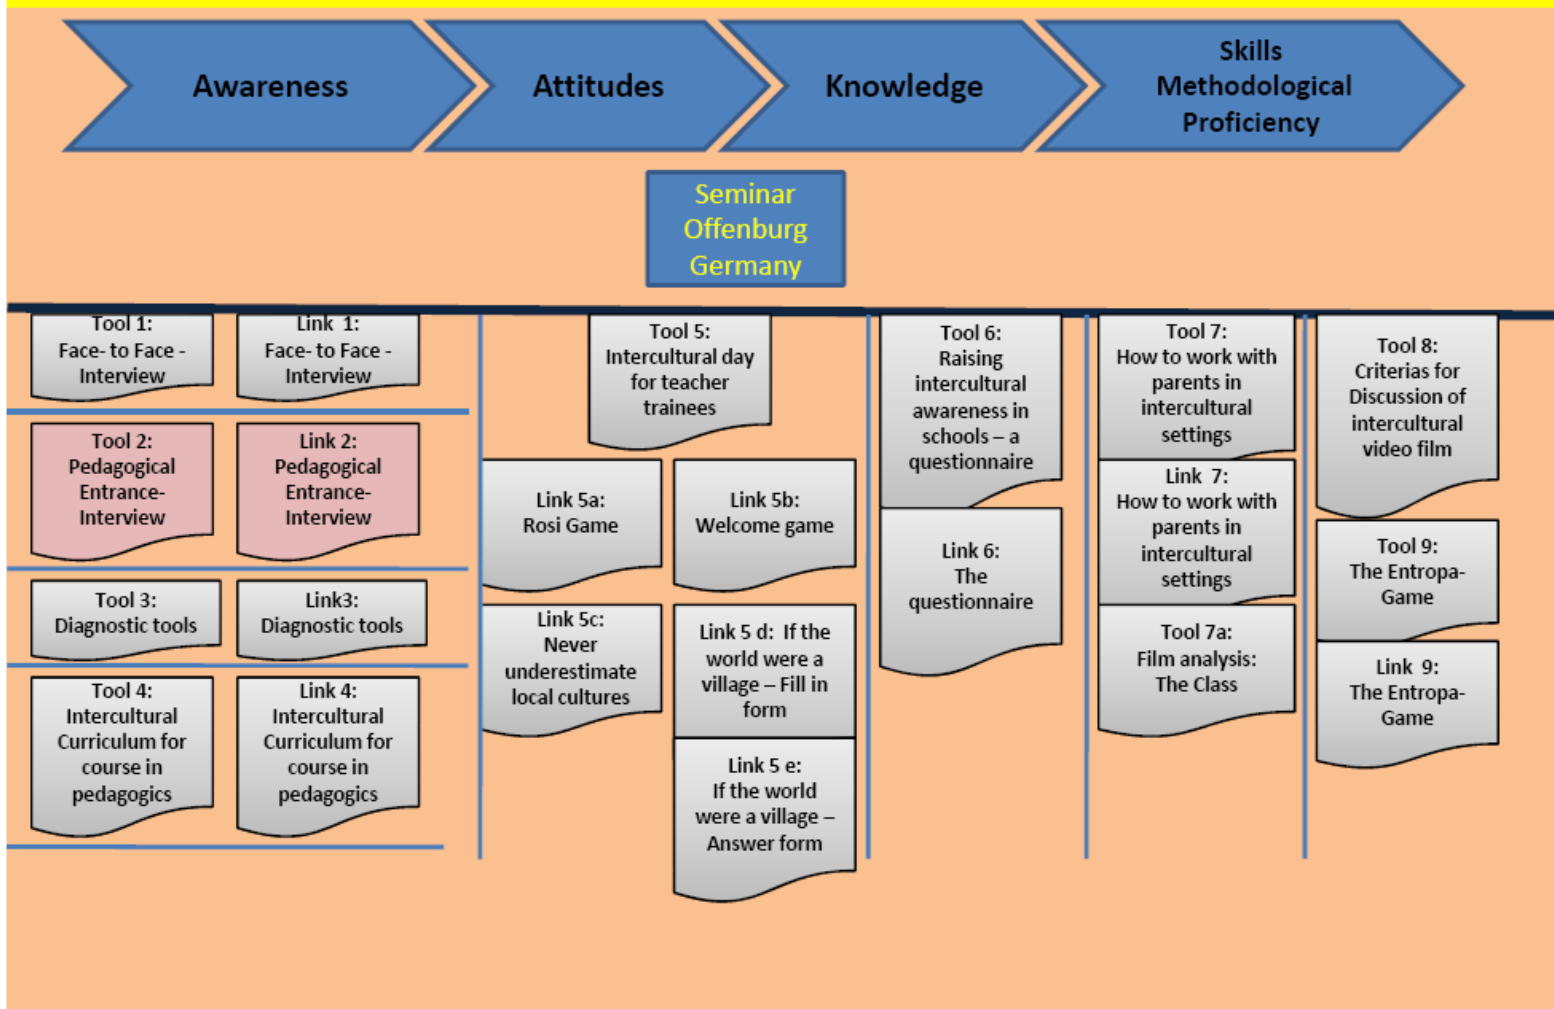 Awareness
Attitudes
Knowledge
Skills
Methodological
Proficiency
Seminar
Offenburg
Germany
Tool 1:
Face- to Face -
Interview
Link  1:
Face- to Face -
Interview
Tool 2:
Pedagogical
Entrance-
Interview
Link 2:
Pedagogical
Entrance-
Interview
Tool 3:
Diagnostic tools
Link3:
Diagnostic tools
Tool 4:
Intercultural
Curriculum for
course in
pedagogics
Link 4:
Intercultural
Curriculum for
course in
pedagogics
Tool 5:
Intercultural day
for teacher
trainees
Link 5a:
Rosi Game
Link 5b:
Welcome game
Link 5c:
Never
underestimate
local cultures
Link 5 d:  If the
world were a
village – Fill in
form
Link 5 e:
If the world
were a village –
Answer form
Tool 6:
Raising
intercultural
awareness in
schools – a
questionnaire
Link 6:
The
questionnaire
Tool 7:
How to work with
parents in
intercultural
settings
Link  7:
How to work with
parents in
intercultural
settings
Tool 7a:
Film analysis:
The Class
Tool 8:
Criterias for
Discussion of
intercultural
video film
Tool 9:
The Entropa-
Game
Link  9:
The Entropa-
Game